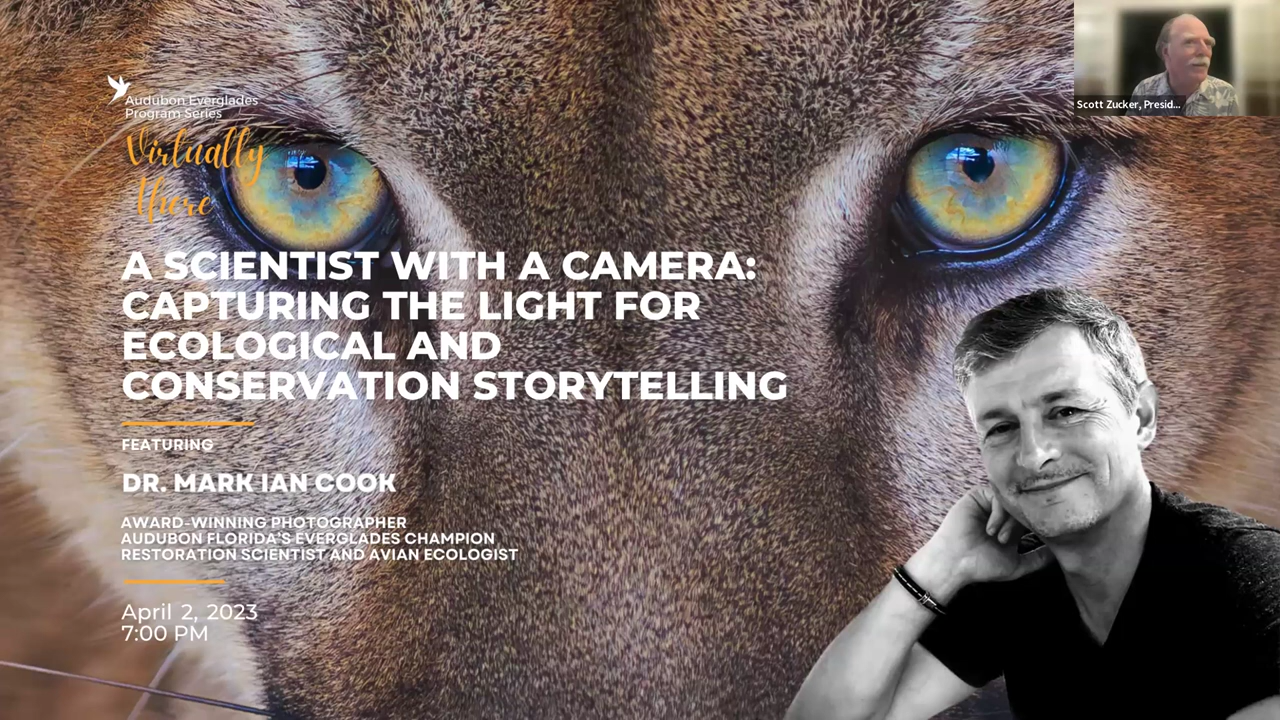 Audubon Everglades
Program Series
Virtually
There
A SCIENTIST WITH A CAMERA:
CAPTURING THE LIGHT FOR
ECOLOGICAL AND
CONSERVATION STORYTELLING
FEATURING
DR. MARK IAN COOK
AWARD-WINNING PHOTOGRAPHER
AUDUBON FLORIDA'S EVERGLADES CHAMPION
RESTORATION SCIENTIST AND AVIAN ECOLOGIST
April 2, 2023
7:00 PM
Scott Zucker, Presid...